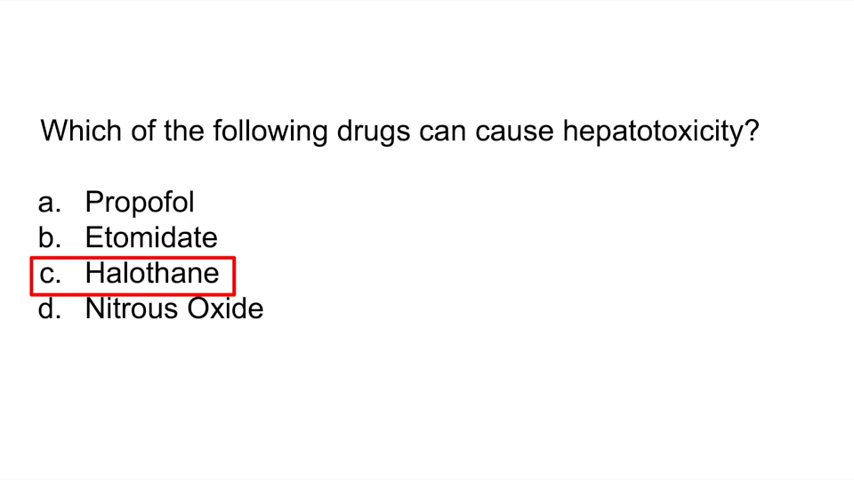 Which of the following drugs can cause hepatotoxicity?
a. Propofol
b. Etomidate
c. Halothane
d. Nitrous Oxide